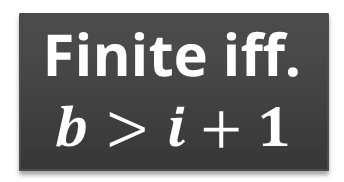 Finite iff.
b > i + 1